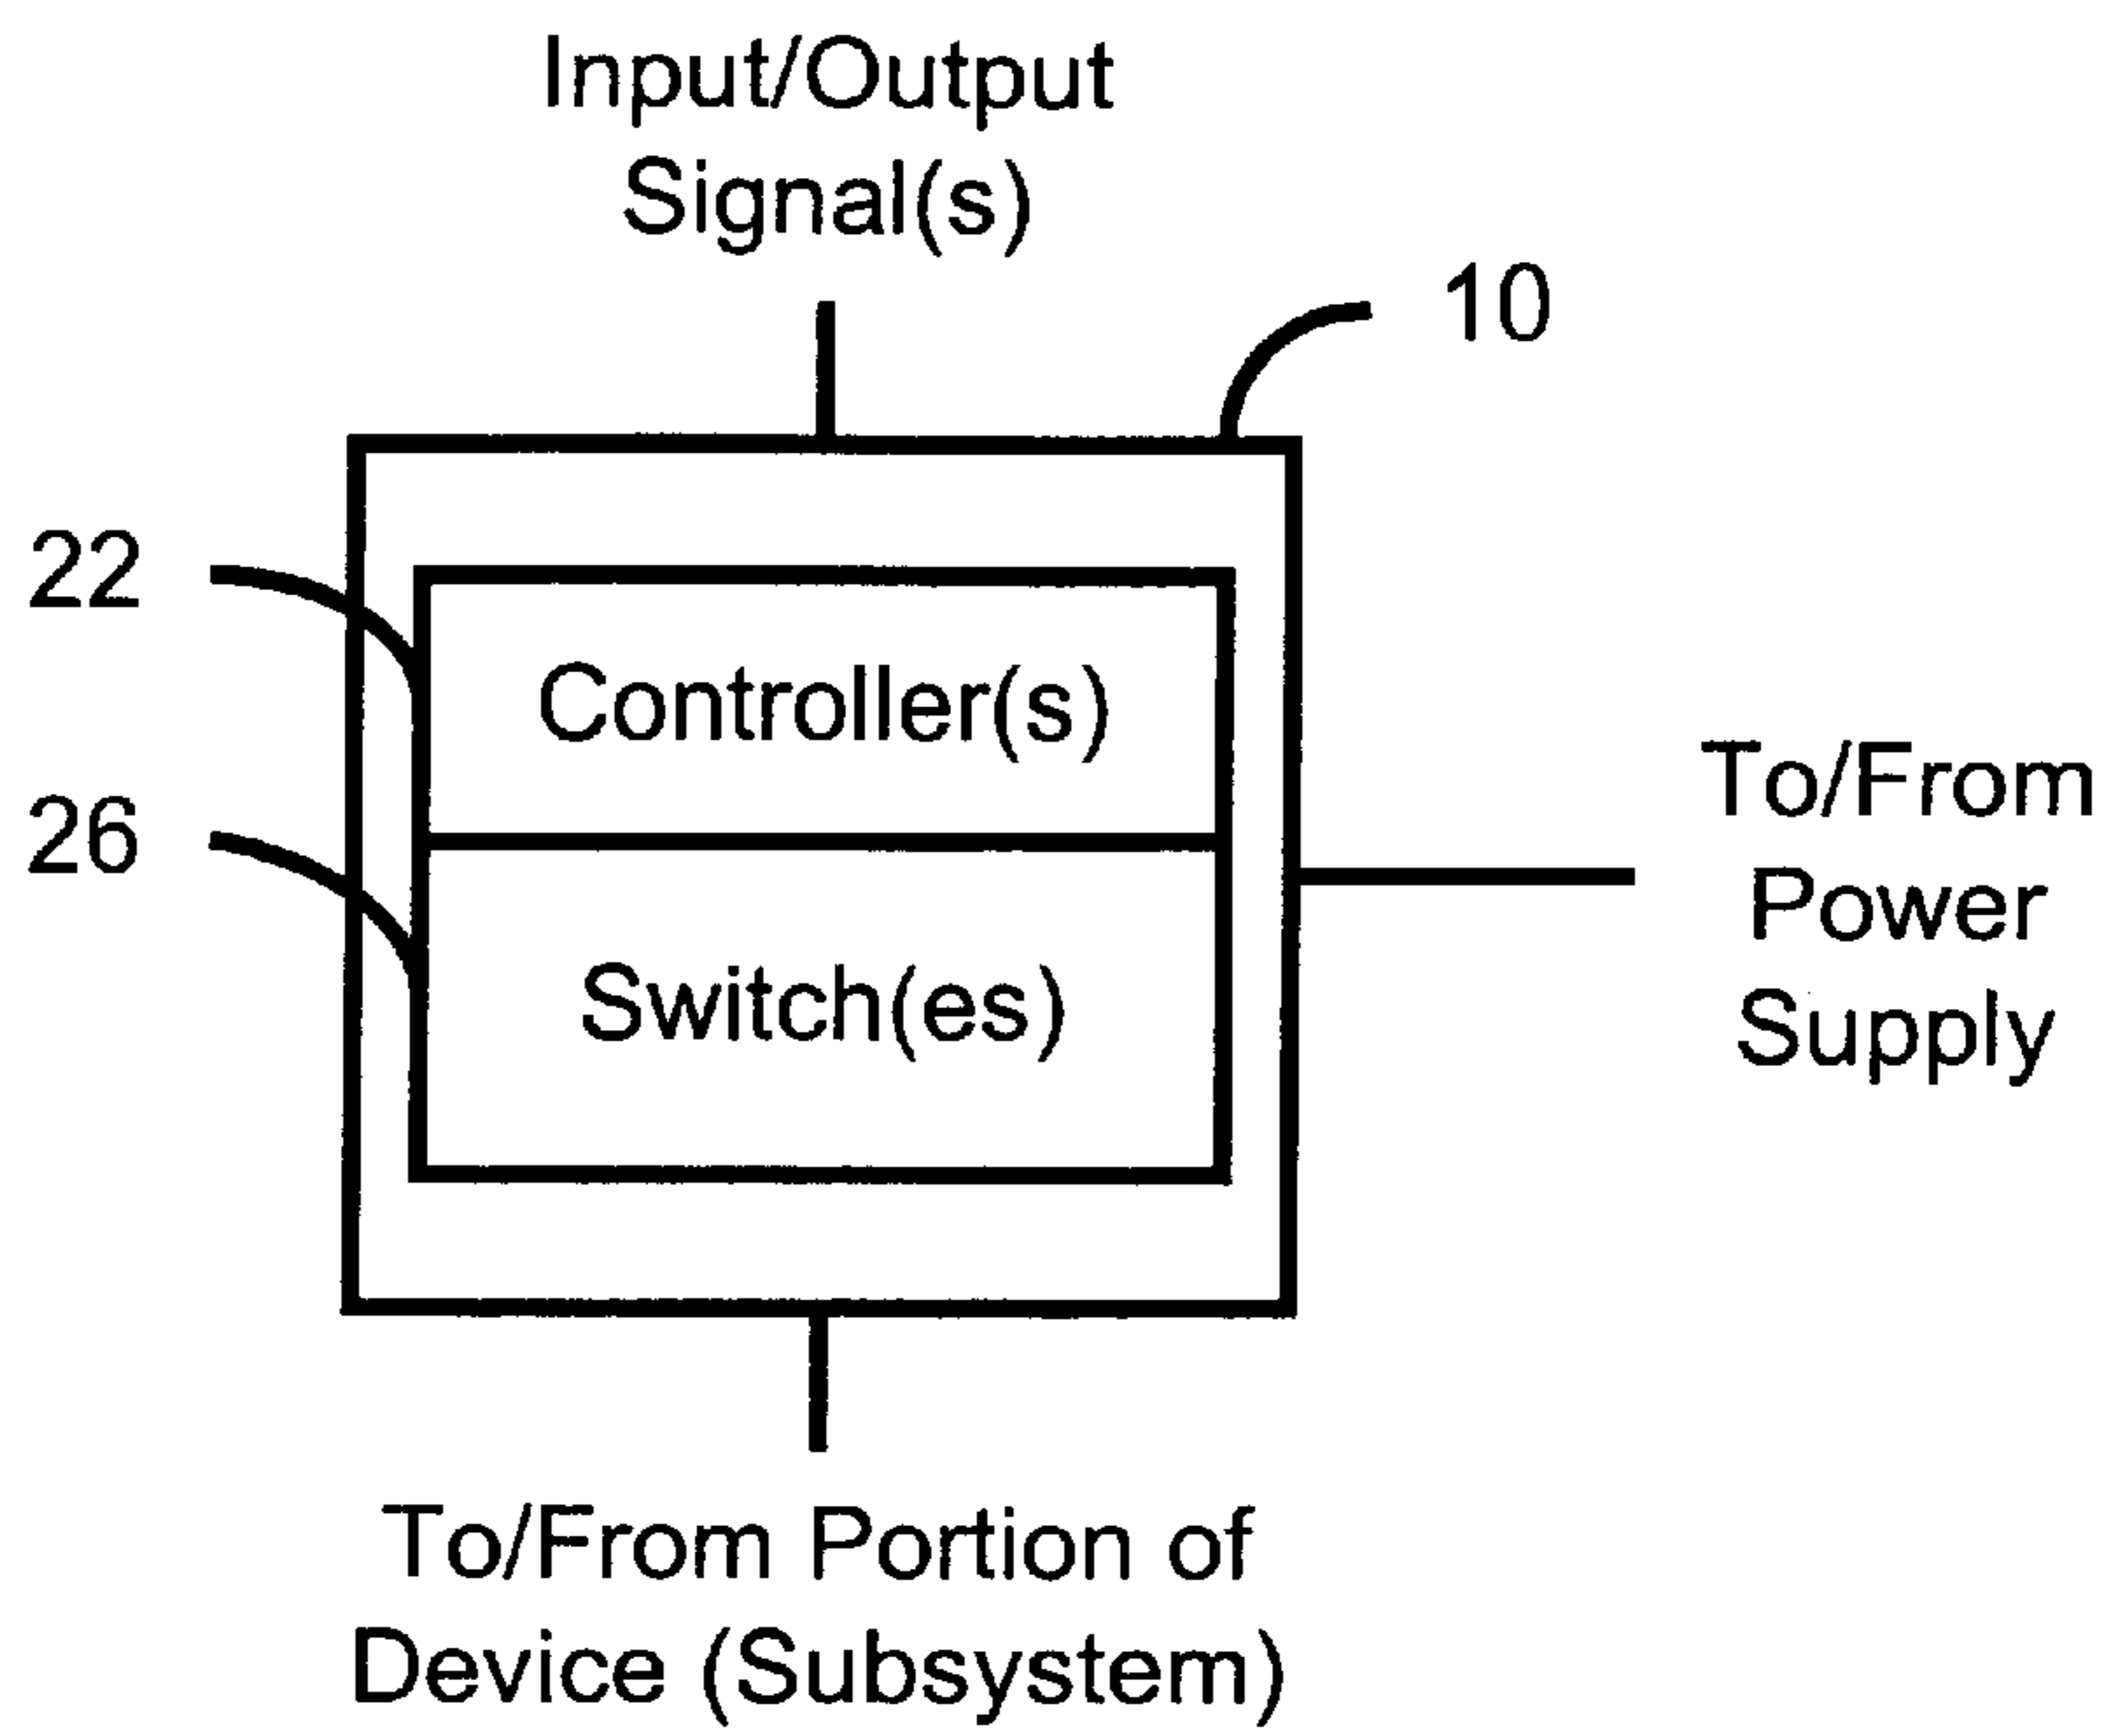 Input/Output
Signal(s)
10
22
Controller(s)
26
Switch(es)
To/From
Power
Supply
To/From Portion of
Device (Subsystem)